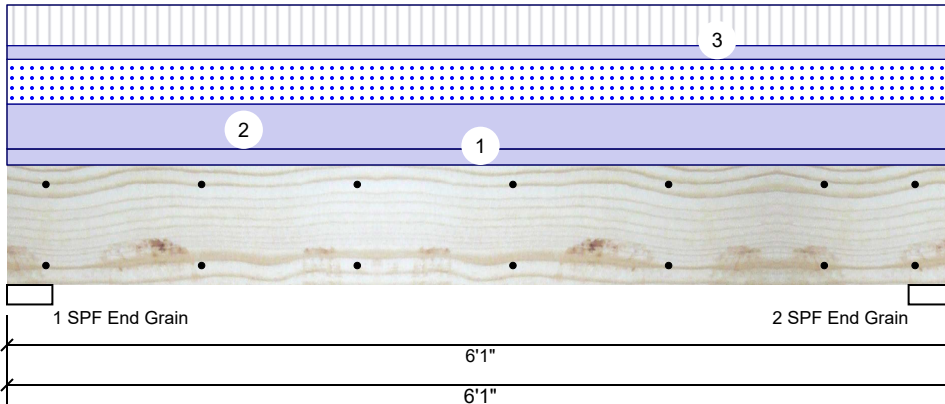 3
2
1
1 SPF End Grain
2 SPF End Grain
6'1"
6'1"